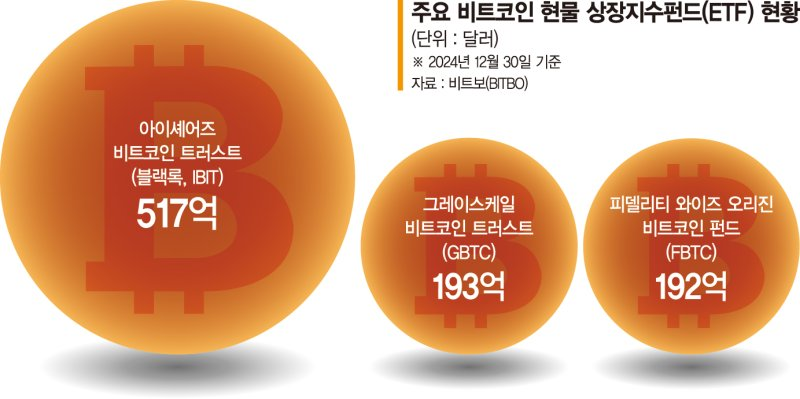 주요 비트코인 현물 상장지수펀드(ETF) 현황
(단위 : 달러)
※ 2024년 12월 30일 기준
자료 : 비트보(BITBO)
아이셰어즈
비트코인 트러스트
(블랙록, IBIT)
517억
그레이스케일
비트코인 트러스트
(GBTC)
193억
피델리티 와이즈 오리진
비트코인 펀드
(FBTC)
192억